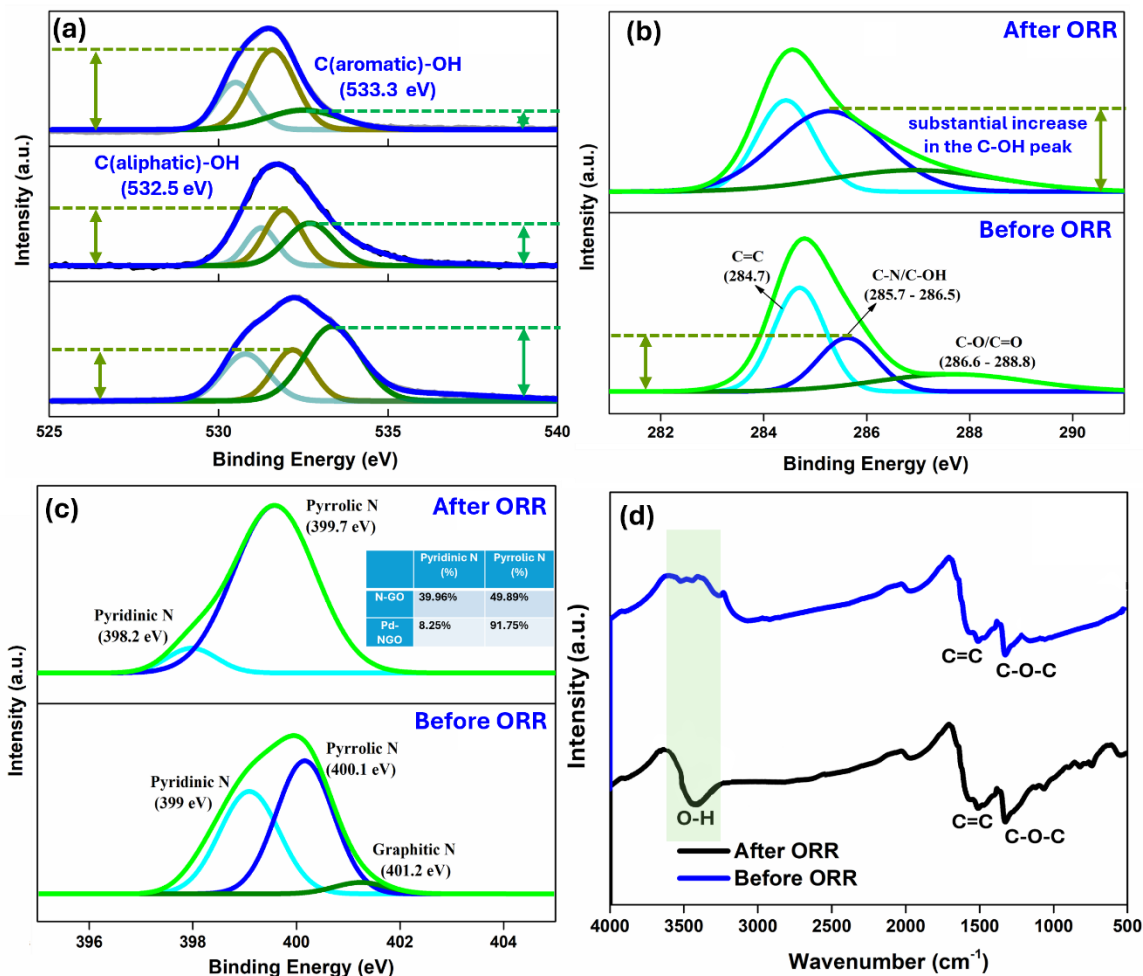 (a)
C(aromatic)-OH
(533.3 eV)
C(aliphatic)-OH
(532.5 eV)
Intensity (a.u.)
525 530 535 540
Binding Energy (eV)
(b)
After ORR
substantial increase
in the C-OH peak
Before ORR
C=C
(284.7)
C-N/C-OH
(285.7 - 286.5)
C-O/C=O
(286.6 - 288.8)
Intensity (a.u.)
282 284 286 288 290
Binding Energy (eV)
(c)
After ORR
Pyrrolic N
(399.7 eV)
Pyridinic N
(398.2 eV)
Pyridinic N (%) Pyrrolic N (%)
N-GO 39.96% 49.89%
Pd-NGO 8.25% 91.75%
Before ORR
Pyrrolic N
(400.1 eV)
Pyridinic N
(399 eV)
Graphitic N
(401.2 eV)
Intensity (a.u.)
396 398 400 402 404
Binding Energy (eV)
(d)
C=C
C-O-C
O-H
C=C
C-O-C
After ORR
Before ORR
Intensity (a.u.)
4000 3500 3000 2500 2000 1500 1000 500
Wavenumber (cm⁻¹)